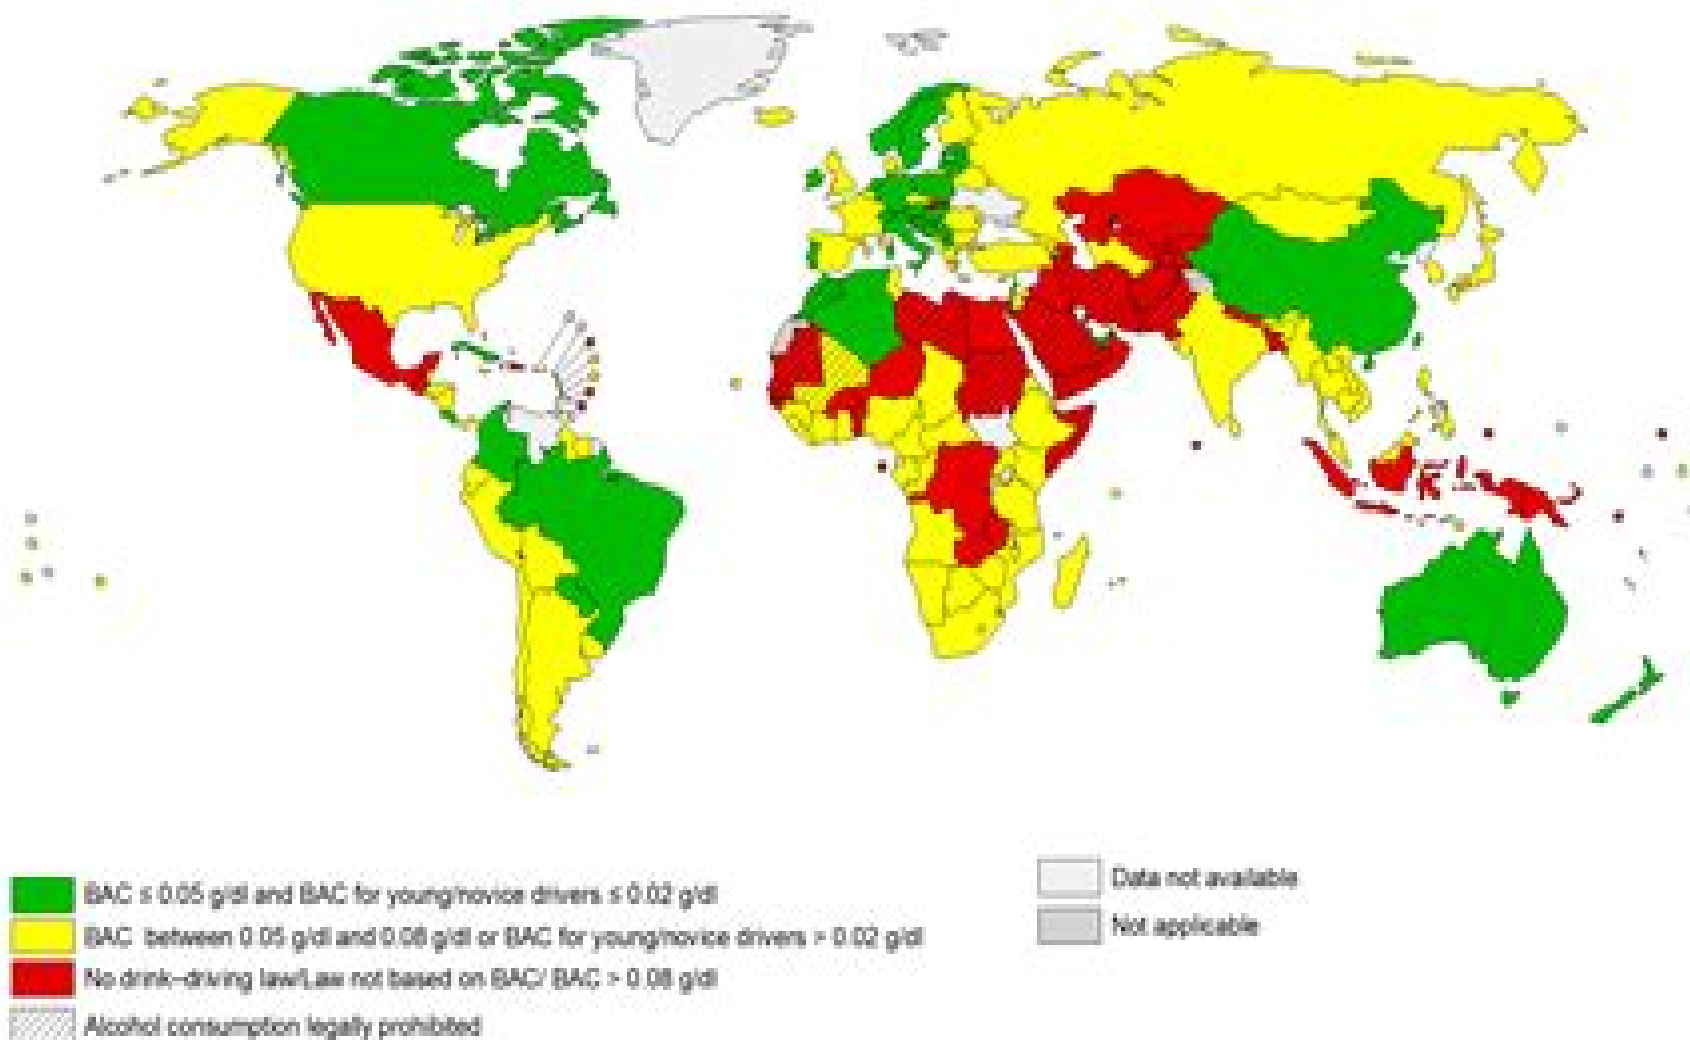 BAC ≤ 0.05 g/dl and BAC for young/novice drivers ≤ 0.02 g/dl
BAC between 0.05 g/dl and 0.08 g/dl or BAC for young/novice drivers > 0.02 g/dl
No drink–driving law/Law not based on BAC/ BAC > 0.08 g/dl
Alcohol consumption legally prohibited
Data not available
Not applicable